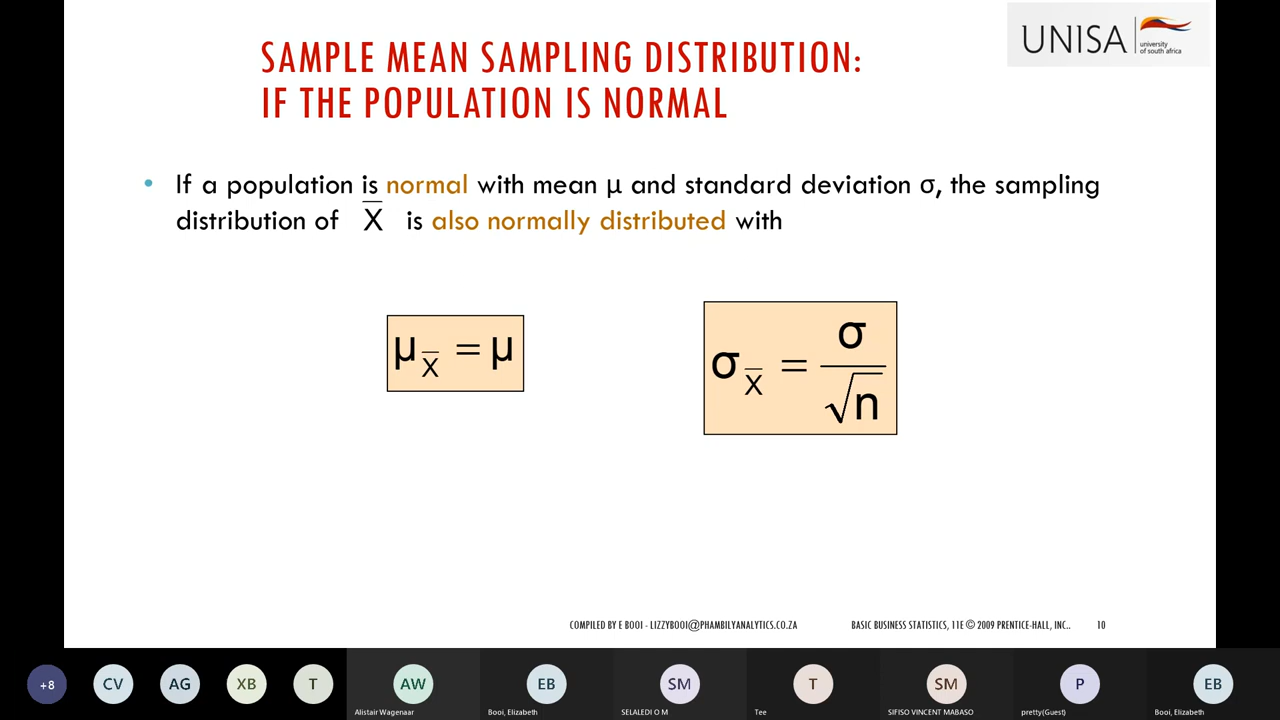 UNISA
university
of south africa
SAMPLE MEAN SAMPLING DISTRIBUTION:
IF THE POPULATION IS NORMAL
• If a population is normal with mean μ and standard deviation σ, the sampling
distribution of X̅ is also normally distributed with
μ_X̅ = μ
σ_X̅ = σ/√n
COMPILED BY E BOOI - LIZZYBOOI@PHAMBILYANALYTICS.CO.ZA
BASIC BUSINESS STATISTICS, 11E © 2009 PRENTICE-HALL, INC..
10
+8
CV
AG
XB
T
AW
Alistair Wagenaar
EB
Booi, Elizabeth
SM
SELALEDI O M
T
Tee
SM
SIFISO VINCENT MABASO
P
pretty(Guest)
EB
Booi, Elizabeth